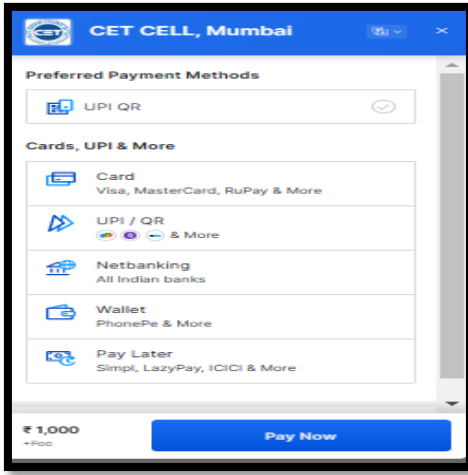 CET
CET CELL, Mumbai
Preferred Payment Methods
UPI QR
Cards, UPI & More
Card
Visa, MasterCard, RuPay & More
UPI / QR
& More
Netbanking
All Indian banks
Wallet
PhonePe & More
Pay Later
Simpl, LazyPay, ICICI & More
₹ 1,000
+Fee
Pay Now